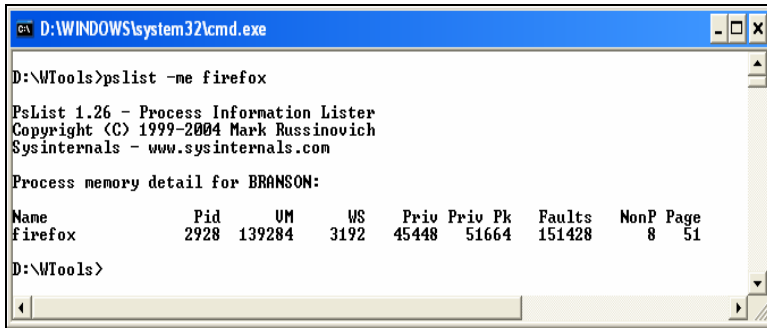 D:\WINDOWS\system32\cmd.exe
D:\WTools>pslist -me firefox
PsList 1.26 - Process Information Lister
Copyright (C) 1999-2004 Mark Russinovich
Sysinternals - www.sysinternals.com
Process memory detail for BRANSON:
Name Pid VM WS Priv Priv Pk Faults NonP Page
firefox 2928 139284 3192 45448 51664 151428 8 51
D:\WTools>